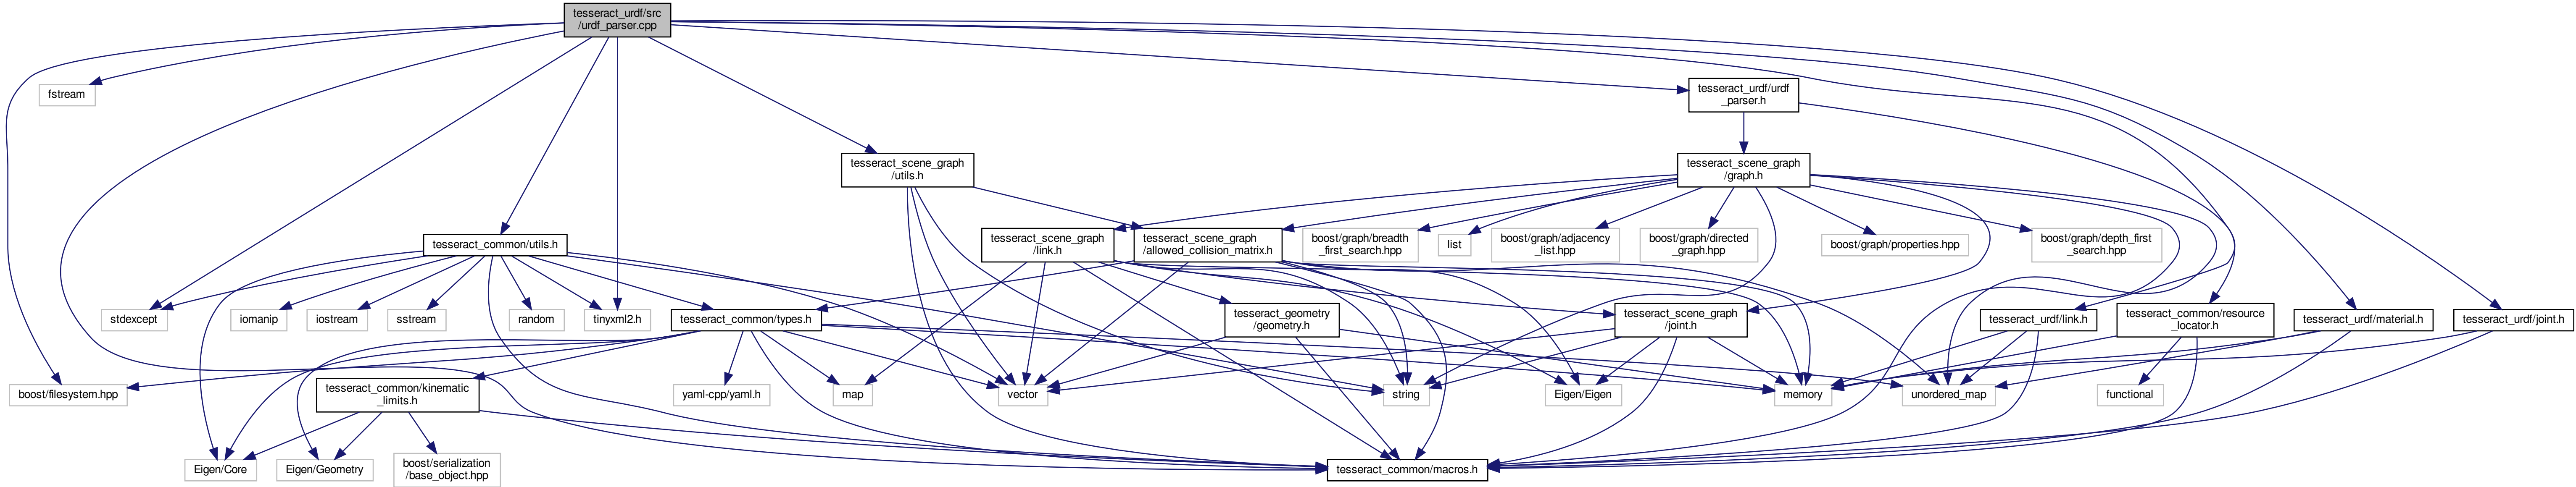 tesseract_urdf/src
/urdf_parser.cpp
fstream
tesseract_urdf/urdf
_parser.h
tesseract_scene_graph
/utils.h
tesseract_scene_graph
/graph.h
tesseract_common/utils.h
tesseract_scene_graph
/link.h
tesseract_scene_graph
/allowed_collision_matrix.h
boost/graph/breadth
_first_search.hpp
list
boost/graph/adjacency
_list.hpp
boost/graph/directed
_graph.hpp
boost/graph/properties.hpp
boost/graph/depth_first
_search.hpp
stdexcept
iomanip
iostream
sstream
random
tinyxml2.h
tesseract_common/types.h
tesseract_geometry
/geometry.h
tesseract_scene_graph
/joint.h
tesseract_urdf/link.h
tesseract_common/resource
_locator.h
tesseract_urdf/material.h
tesseract_urdf/joint.h
boost/filesystem.hpp
tesseract_common/kinematic
_limits.h
yaml-cpp/yaml.h
map
vector
string
Eigen/Eigen
memory
unordered_map
functional
Eigen/Core
Eigen/Geometry
boost/serialization
/base_object.hpp
tesseract_common/macros.h